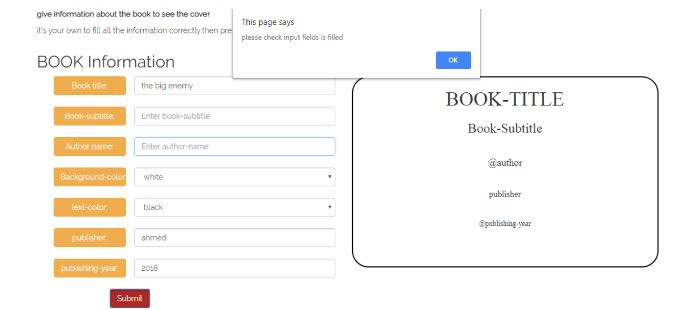 give information about the book to see the cover
it's your own to fill all the information correctly.then pre
This page says
please check input fields is filled
OK
BOOK Information
Book title:
the big enemy
Book-subtitle:
Enter book-subtitle
Author name:
Enter author-name
Background-color
white
text-color:
black
publisher:
ahmed
publishing-year:
2018
Submit
BOOK-TITLE
Book-Subtitle
@author
publisher
@publishing-year